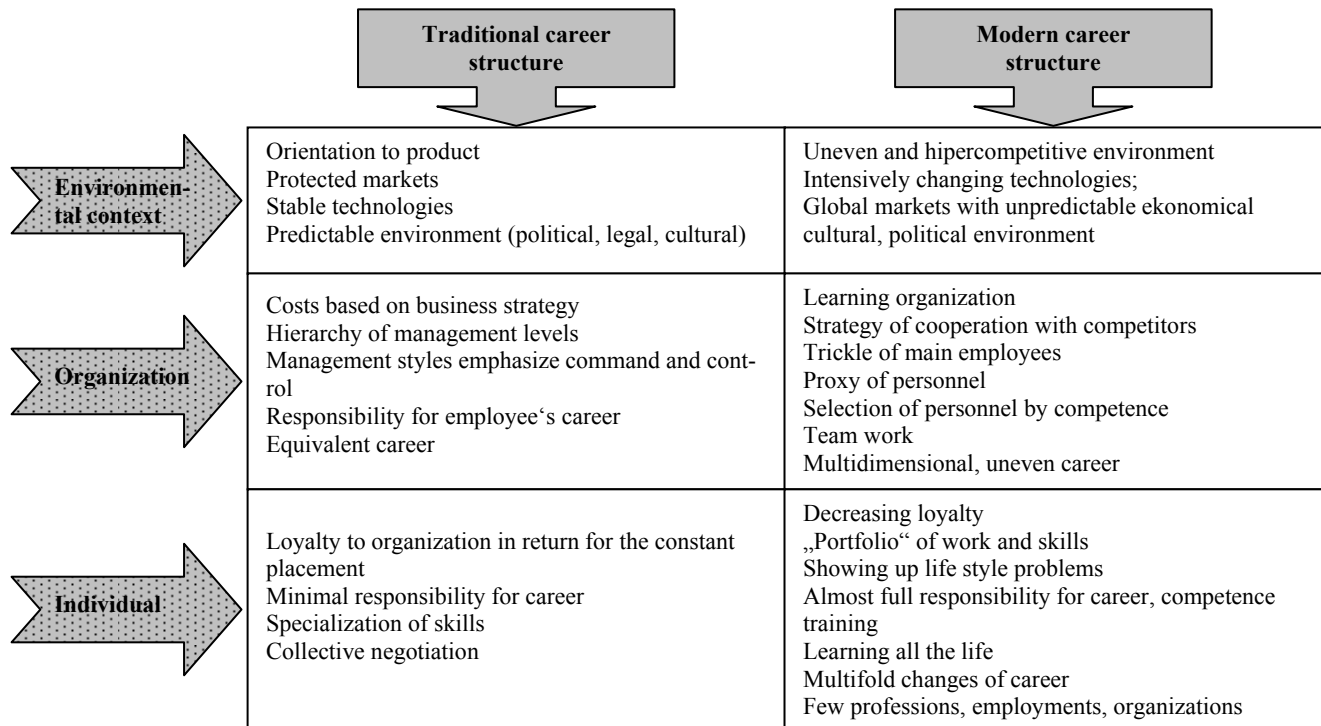 Traditional career
structure
Modern career
structure
Environmen-
tal context
Orientation to product
Protected markets
Stable technologies
Predictable environment (political, legal, cultural)
Uneven and hipercompetitive environment
Intensively changing technologies;
Global markets with unpredictable ekonomical
cultural, political environment
Organization
Costs based on business strategy
Hierarchy of management levels
Management styles emphasize command and cont-
rol
Responsibility for employee‘s career
Equivalent career
Learning organization
Strategy of cooperation with competitors
Trickle of main employees
Proxy of personnel
Selection of personnel by competence
Team work
Multidimensional, uneven career
Individual
Loyalty to organization in return for the constant
placement
Minimal responsibility for career
Specialization of skills
Collective negotiation
Decreasing loyalty
„Portfolio“ of work and skills
Showing up life style problems
Almost full responsibility for career, competence
training
Learning all the life
Multifold changes of career
Few professions, employments, organizations